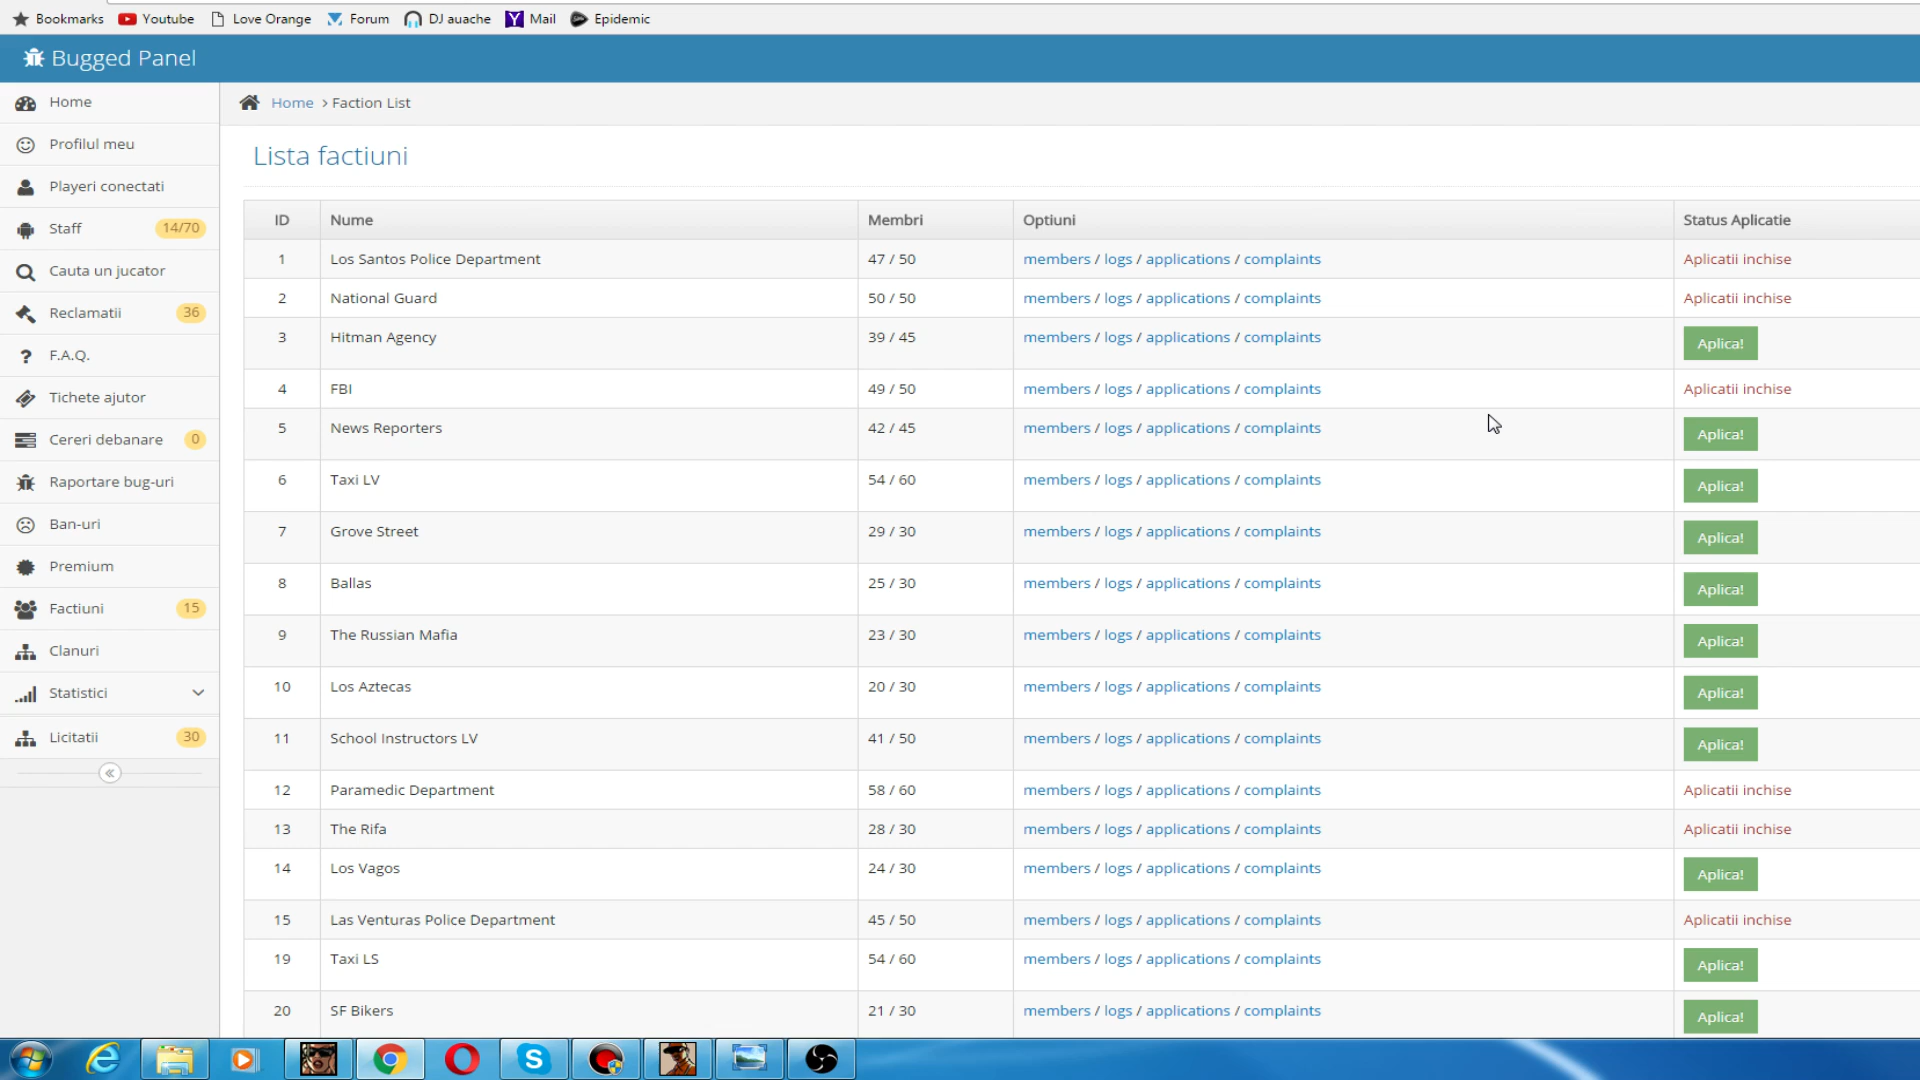 Bookmarks Youtube Love Orange Forum DJ auache Mail Epidemic
Bugged Panel
Home
Profilul meu
Playeri conectati
Staff 14/70
Cauta un jucator
Reclamatii 36
F.A.Q.
Tichete ajutor
Cereri debanare 0
Raportare bug-uri
Ban-uri
Premium
Factiuni 15
Clanuri
Statistici
Licitatii 30
Home > Faction List
Lista factiuni
ID Nume Membri Optiuni Status Aplicatie
1 Los Santos Police Department 47 / 50 members / logs / applications / complaints Aplicatii inchise
2 National Guard 50 / 50 members / logs / applications / complaints Aplicatii inchise
3 Hitman Agency 39 / 45 members / logs / applications / complaints Aplica!
4 FBI 49 / 50 members / logs / applications / complaints Aplicatii inchise
5 News Reporters 42 / 45 members / logs / applications / complaints Aplica!
6 Taxi LV 54 / 60 members / logs / applications / complaints Aplica!
7 Grove Street 29 / 30 members / logs / applications / complaints Aplica!
8 Ballas 25 / 30 members / logs / applications / complaints Aplica!
9 The Russian Mafia 23 / 30 members / logs / applications / complaints Aplica!
10 Los Aztecas 20 / 30 members / logs / applications / complaints Aplica!
11 School Instructors LV 41 / 50 members / logs / applications / complaints Aplica!
12 Paramedic Department 58 / 60 members / logs / applications / complaints Aplicatii inchise
13 The Rifa 28 / 30 members / logs / applications / complaints Aplicatii inchise
14 Los Vagos 24 / 30 members / logs / applications / complaints Aplica!
15 Las Venturas Police Department 45 / 50 members / logs / applications / complaints Aplicatii inchise
19 Taxi LS 54 / 60 members / logs / applications / complaints Aplica!
20 SF Bikers 21 / 30 members / logs / applications / complaints Aplica!